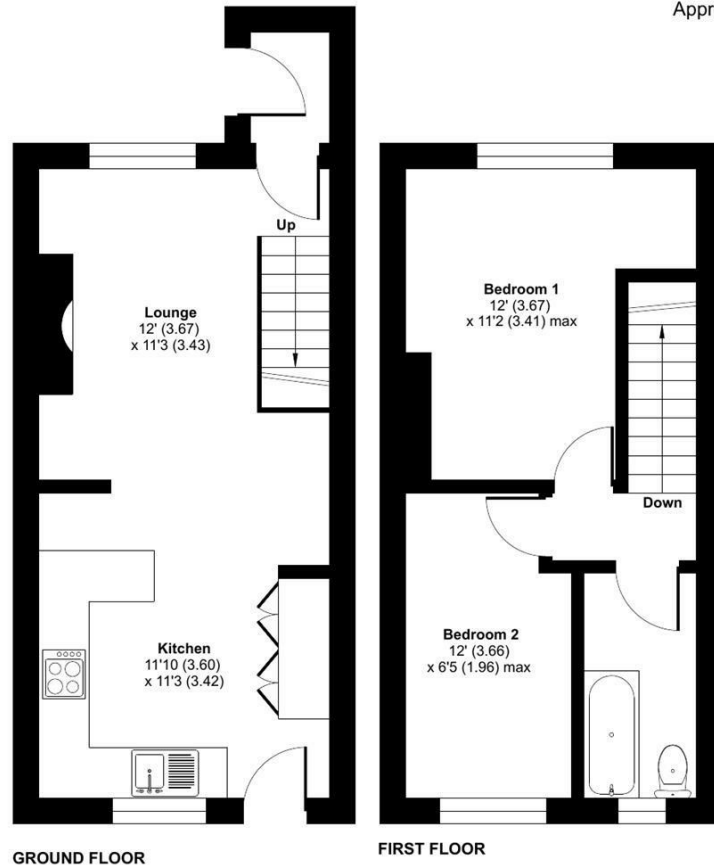 Appr
Up
Lounge
12' (3.67)
x 11'3 (3.43)
Bedroom 1
12' (3.67)
x 11'2 (3.41) max
Down
Kitchen
11'10 (3.60)
x 11'3 (3.42)
Bedroom 2
12' (3.66)
x 6'5 (1.96) max
GROUND FLOOR
FIRST FLOOR